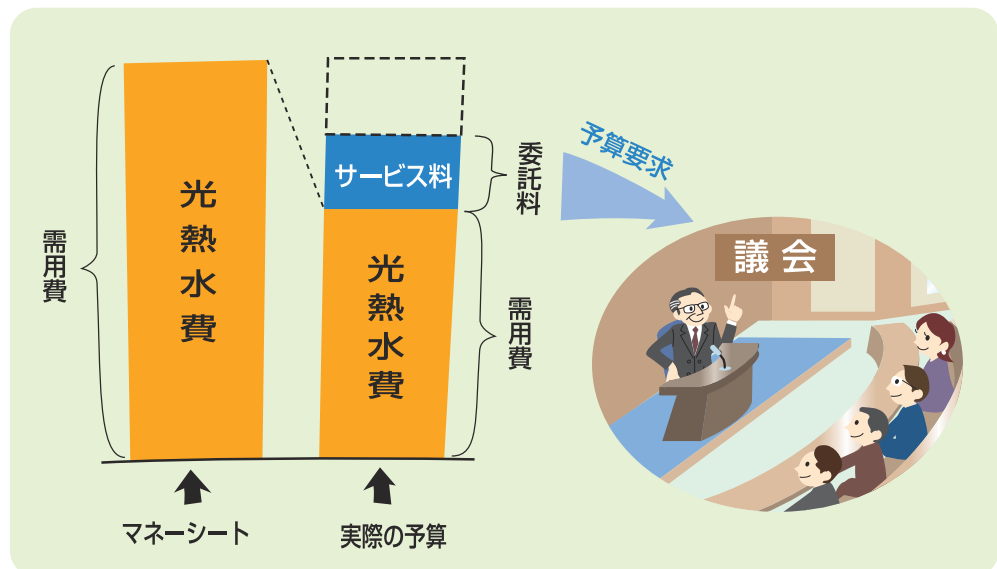 需用費
光熱水費
サービス料
光熱水費
委託料
需用費
予算要求
議会
マネーシート
実際の予算